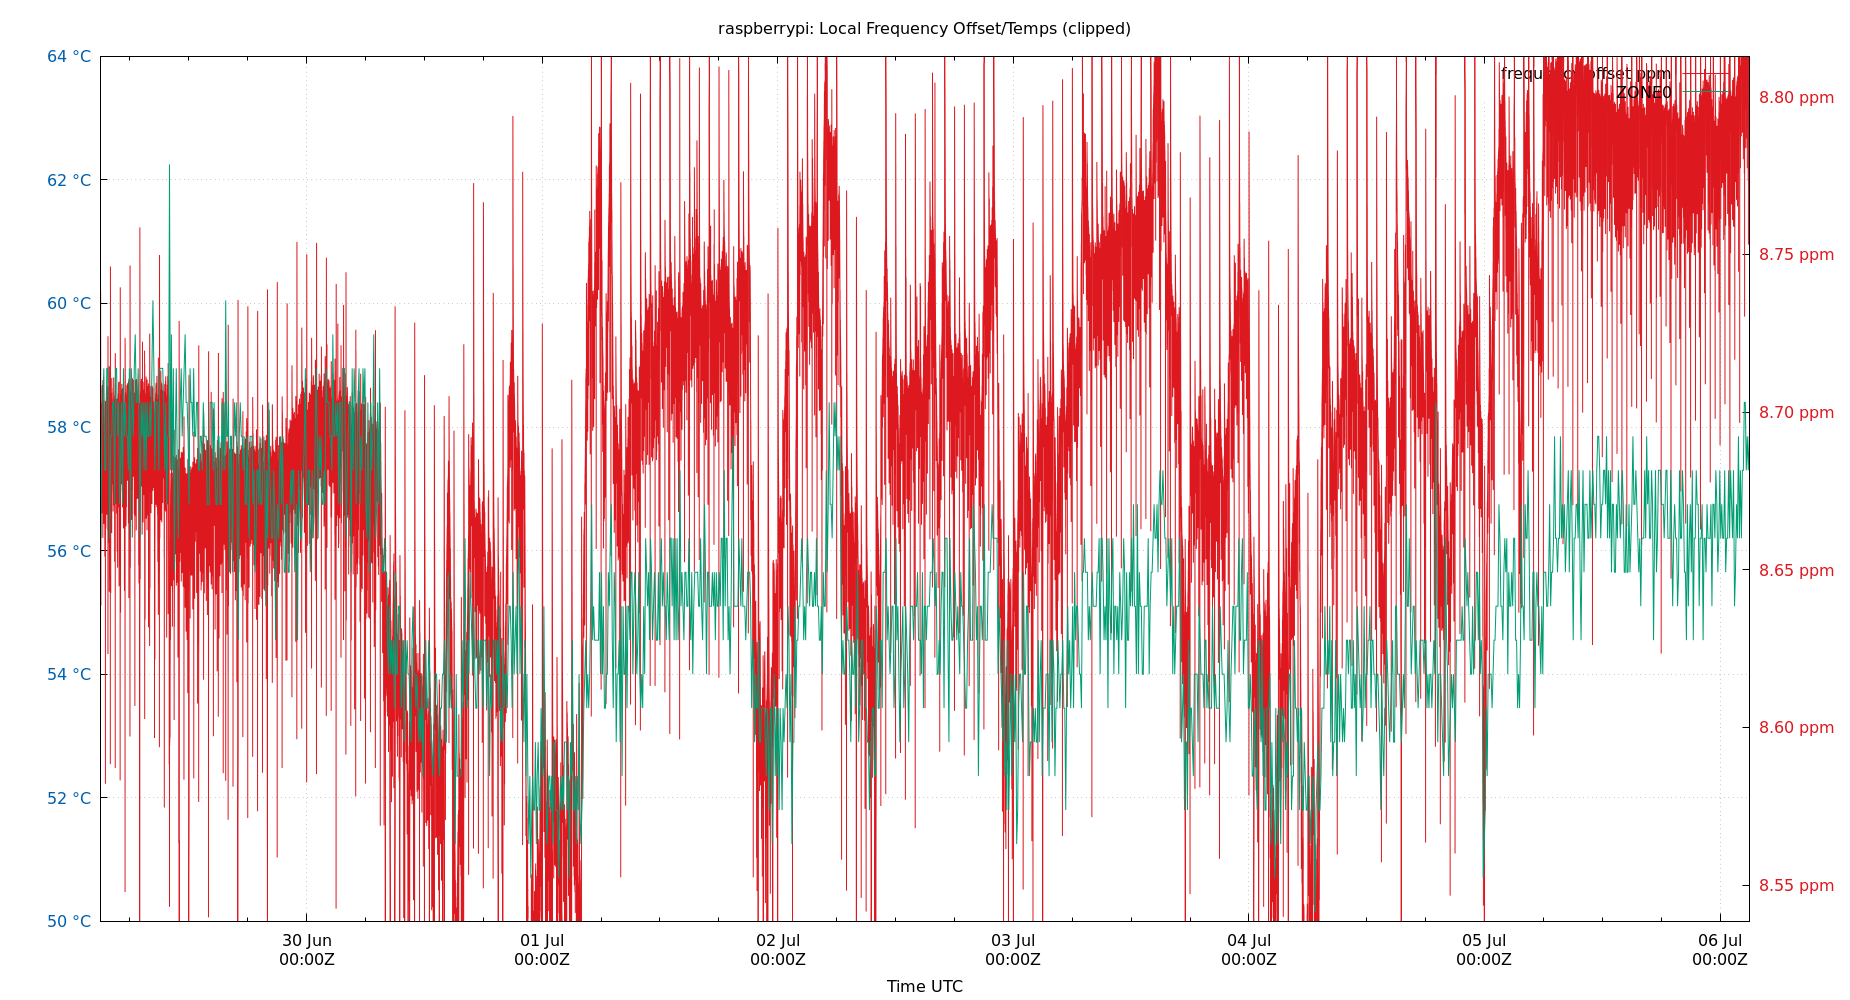 raspberrypi: Local Frequency Offset/Temps (clipped)
64 °C
62 °C
60 °C
58 °C
56 °C
54 °C
52 °C
50 °C
frequency offset ppm
ZONE0
8.80 ppm
8.75 ppm
8.70 ppm
8.65 ppm
8.60 ppm
8.55 ppm
30 Jun
00:00Z
01 Jul
00:00Z
02 Jul
00:00Z
03 Jul
00:00Z
04 Jul
00:00Z
05 Jul
00:00Z
06 Jul
00:00Z
Time UTC